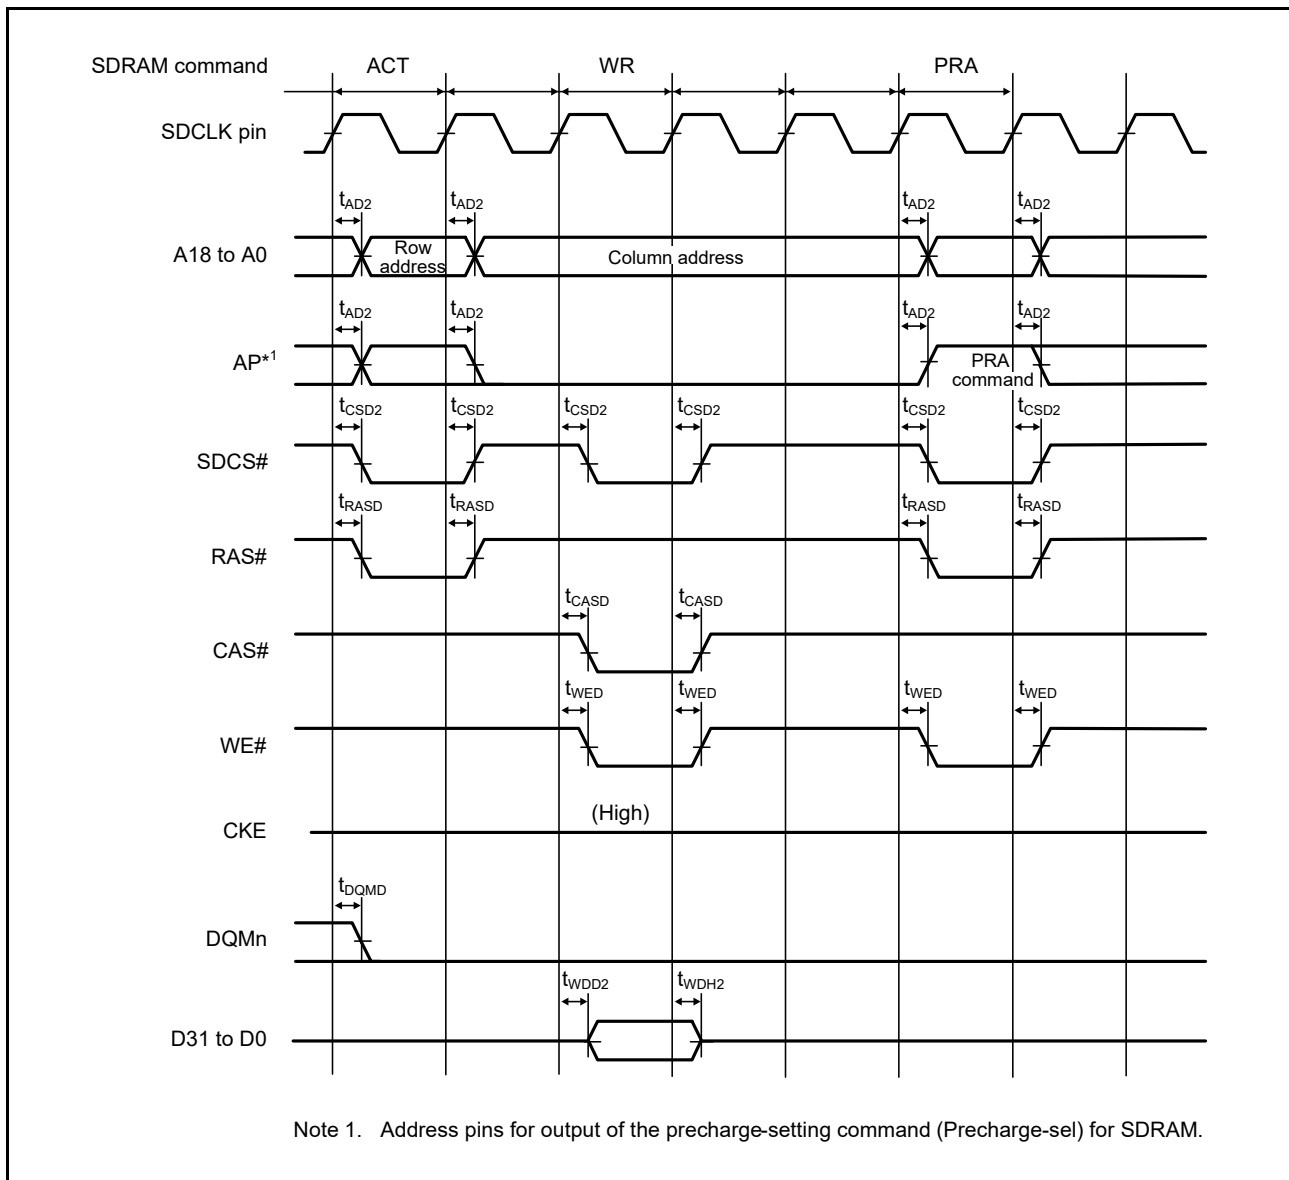 SDRAM command ACT WR PRA
SDCLK pin
tAD2 tAD2 tAD2 tAD2
A18 to A0 Row address Column address
tAD2 tAD2 tAD2 tAD2
AP*1 PRA command
tCSD2 tCSD2 tCSD2 tCSD2 tCSD2 tCSD2
SDCS#
tRASD tRASD tRASD tRASD
RAS#
tCASD tCASD
CAS#
tWED tWED tWED tWED
WE#
(High)
CKE
tDQMD
DQMn
tWDD2 tWDH2
D31 to D0
Note 1. Address pins for output of the precharge-setting command (Precharge-sel) for SDRAM.